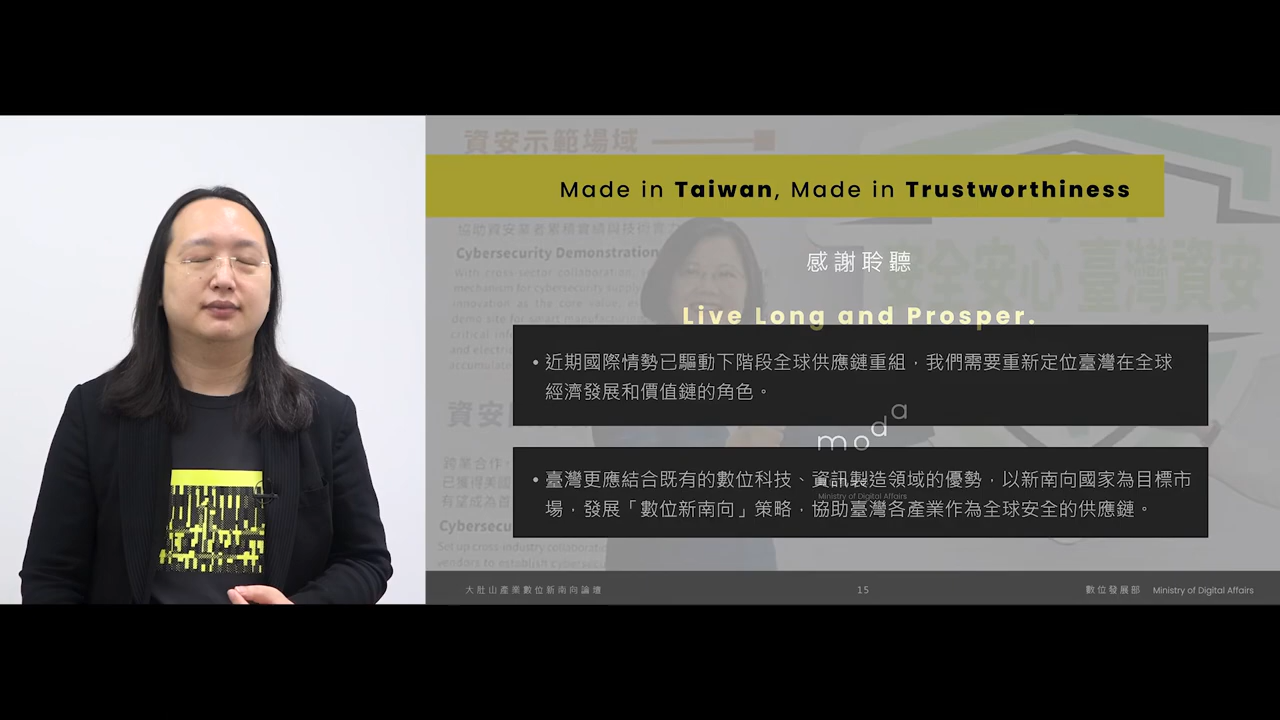 資安示範場域
Made in Taiwan, Made in Trustworthiness
Cybersecurity Demonstration
感謝聆聽
安全安心 臺灣資安
Live Long and Prosper.
• 近期國際情勢已驅動下階段全球供應鏈重組，我們需要重新定位臺灣在全球
經濟發展和價值鏈的角色。
moda
Ministry of Digital Affairs
• 臺灣更應結合既有的數位科技、資訊製造領域的優勢，以新南向國家為目標市
場，發展「數位新南向」策略，協助臺灣各產業作為全球安全的供應鏈。
大肚山產業數位新南向論壇
15
數位發展部 Ministry of Digital Affairs